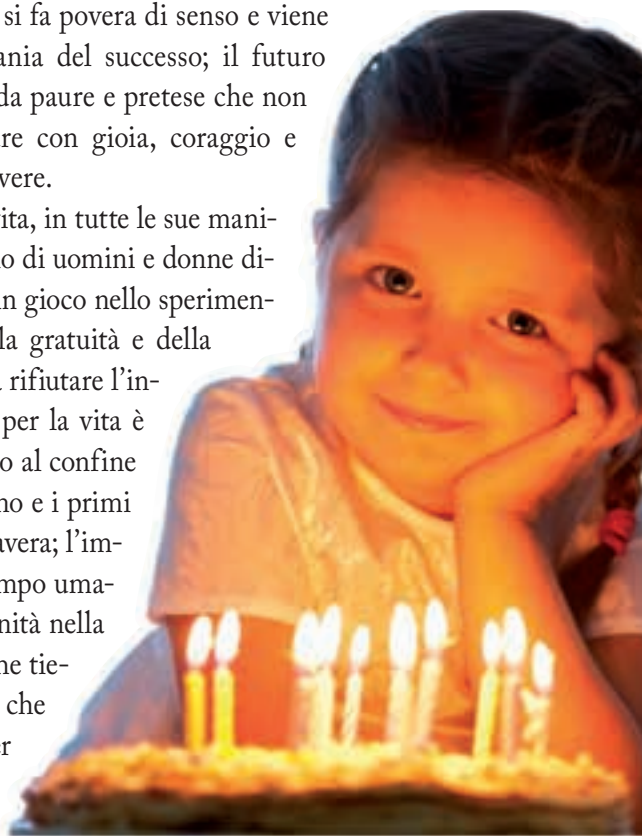 si fa povera di senso e viene
ania del successo; il futuro
da paure e pretese che non
re con gioia, coraggio e
vere.
ita, in tutte le sue mani-
o di uomini e donne di-
in gioco nello sperimen-
la gratuità e della
rifiutare l'in-
per la vita è
o al confine
no e i primi
avera; l'im-
mpo uma-
nità nella
ne tie-
che
er